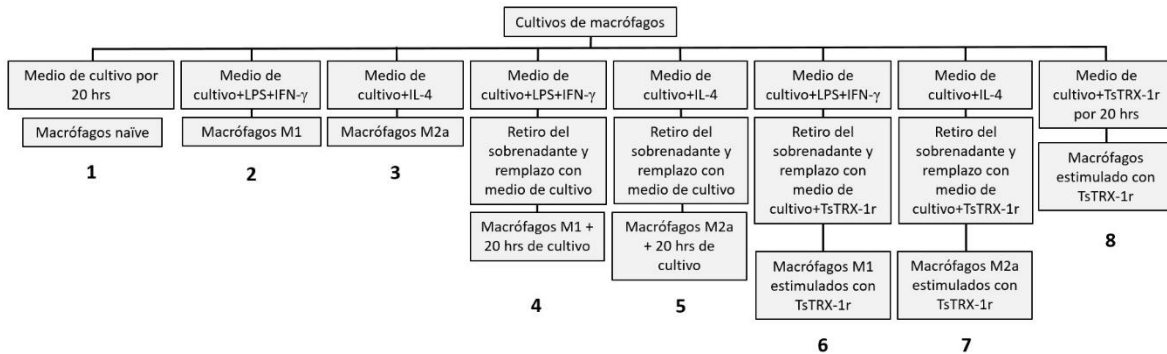 Cultivos de macrófagos
Medio de cultivo por
20 hrs
Macrófagos naïve
1
Medio de
cultivo+LPS+IFN-γ
Macrófagos M1
2
Medio de
cultivo+IL-4
Macrófagos M2a
3
Medio de
cultivo+LPS+IFN-γ
Retiro del
sobrenadante y
remplazo con
medio de cultivo
Macrófagos M1 +
20 hrs de cultivo
4
Medio de
cultivo+IL-4
Retiro del
sobrenadante y
remplazo con
medio de cultivo
Macrófagos M2a
+ 20 hrs de
cultivo
5
Medio de
cultivo+LPS+IFN-γ
Retiro del
sobrenadante y
remplazo con
medio de
cultivo+TsTRX-1r
Macrófagos M1
estimulados con
TsTRX-1r
6
Medio de
cultivo+IL-4
Retiro del
sobrenadante y
remplazo con
medio de
cultivo+TsTRX-1r
Macrófagos M2a
estimulados con
TsTRX-1r
7
Medio de
cultivo+TsTRX-1r
por 20 hrs
Macrófagos
estimulado con
TsTRX-1r
8